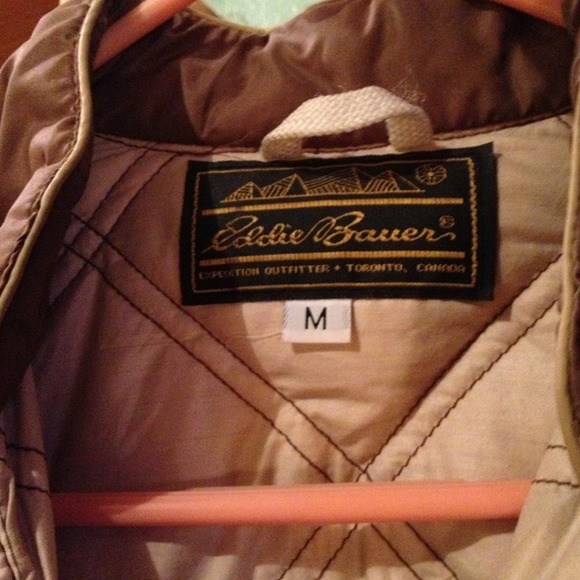 Eddie Bauer®
EXPEDITION OUTFITTER • TORONTO, CANADA
M